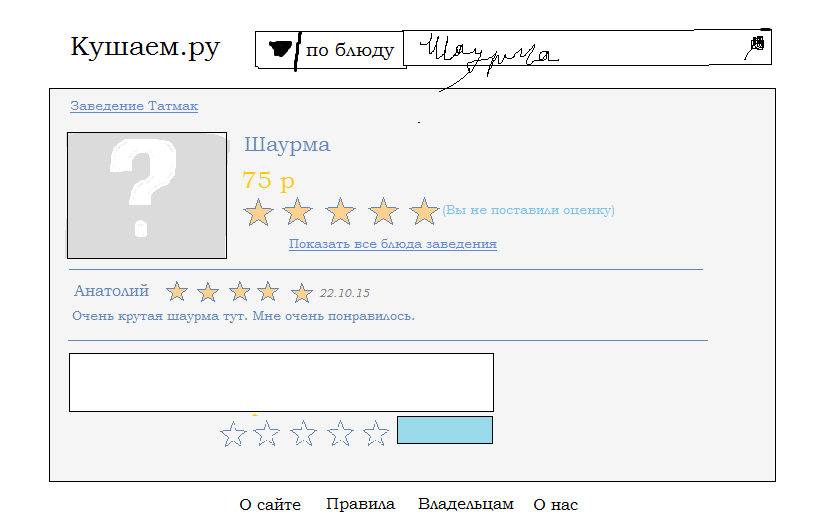 Кушаем.ру
по блюду Шаурма
Заведение Татмак
?
Шаурма
75 р
(Вы не поставили оценку)
Показать все блюда заведения
Анатолий 22.10.15
Очень крутая шаурма тут. Мне очень понравилось.
О сайте Правила Владельцам О нас